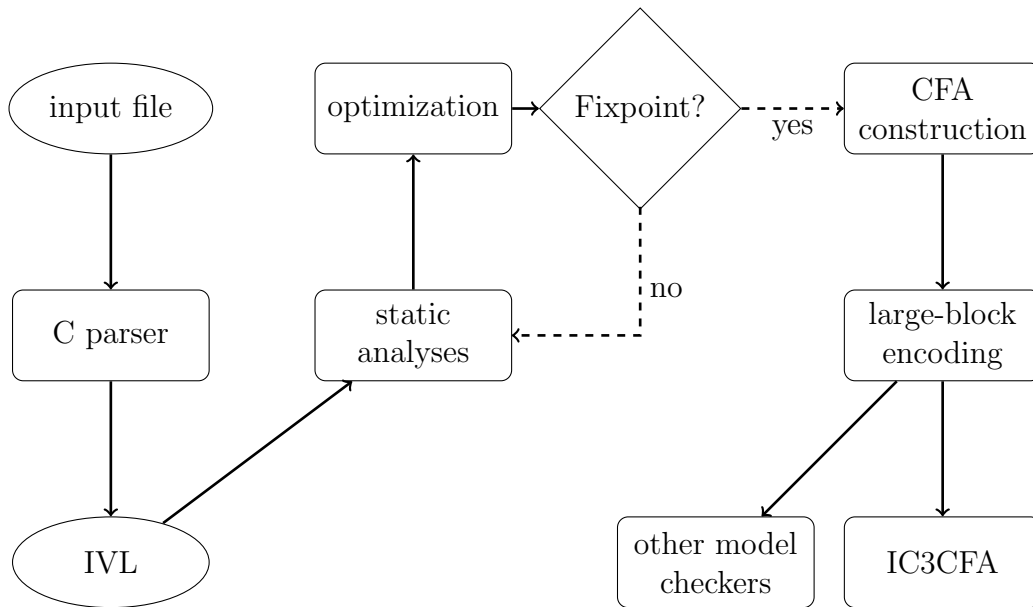 input file
optimization
Fixpoint?
yes
CFA
construction
C parser
static
analyses
no
large-block
encoding
IVL
other model
checkers
IC3CFA